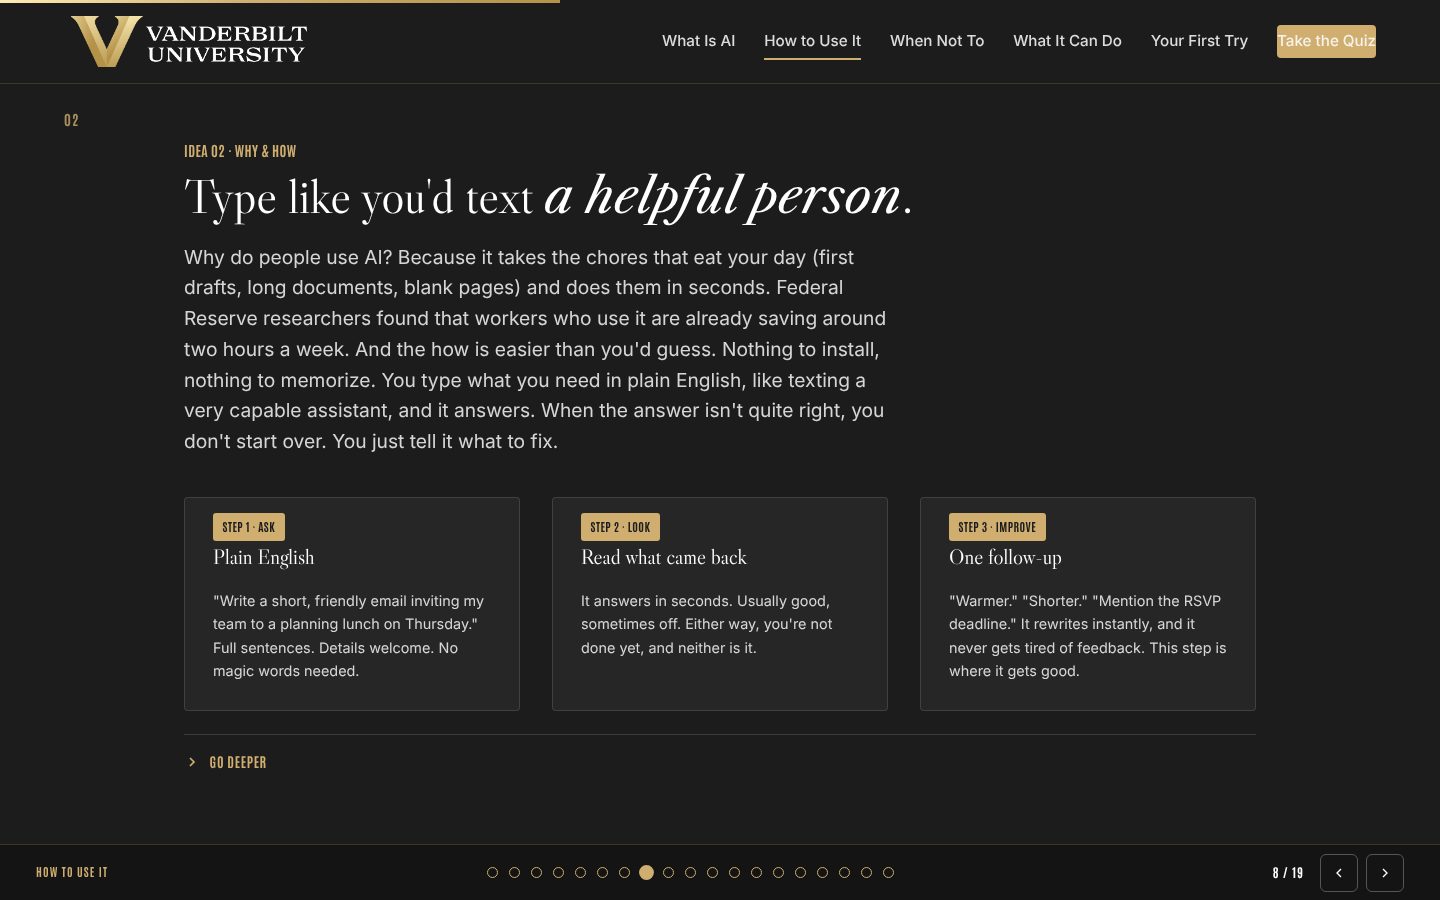 VANDERBILT
UNIVERSITY
What Is AI
How to Use It
When Not To
What It Can Do
Your First Try
Take the Quiz
02
IDEA 02 · WHY & HOW
Type like you'd text a helpful person.
Why do people use AI? Because it takes the chores that eat your day (first
drafts, long documents, blank pages) and does them in seconds. Federal
Reserve researchers found that workers who use it are already saving around
two hours a week. And the how is easier than you'd guess. Nothing to install,
nothing to memorize. You type what you need in plain English, like texting a
very capable assistant, and it answers. When the answer isn't quite right, you
don't start over. You just tell it what to fix.
STEP 1 · ASK
Plain English
"Write a short, friendly email inviting my
team to a planning lunch on Thursday."
Full sentences. Details welcome. No
magic words needed.
STEP 2 · LOOK
Read what came back
It answers in seconds. Usually good,
sometimes off. Either way, you're not
done yet, and neither is it.
STEP 3 · IMPROVE
One follow-up
"Warmer." "Shorter." "Mention the RSVP
deadline." It rewrites instantly, and it
never gets tired of feedback. This step is
where it gets good.
GO DEEPER
HOW TO USE IT
8 / 19